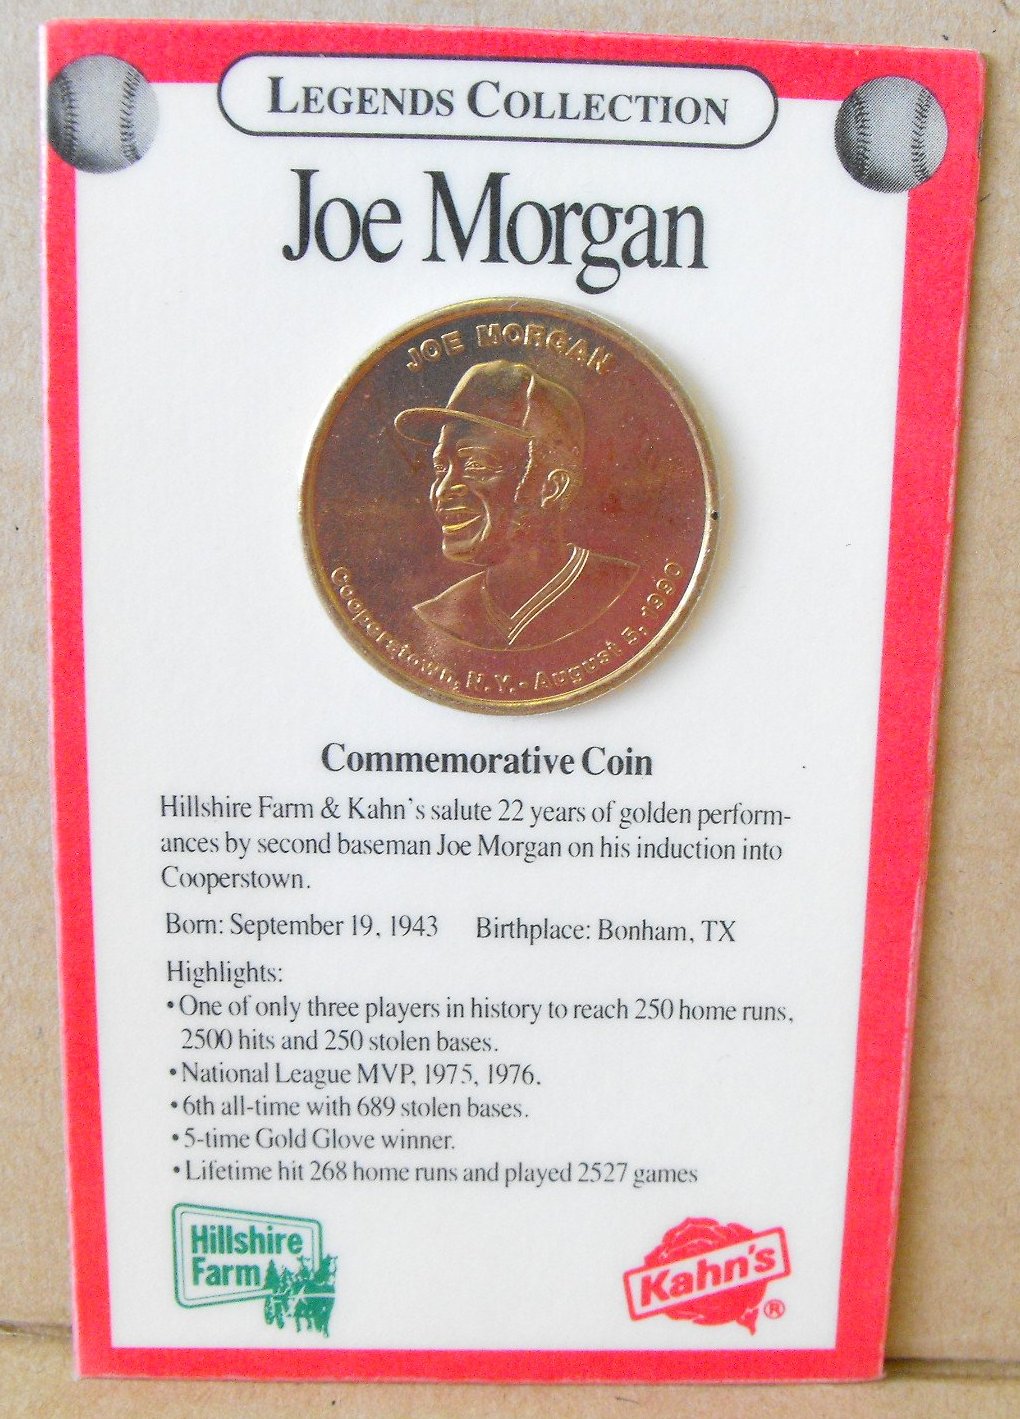 LEGENDS COLLECTION
Joe Morgan
JOE MORGAN
Cooperstown, N.Y. - August 5, 1990
Commemorative Coin
Hillshire Farm & Kahn's salute 22 years of golden perform-
ances by second baseman Joe Morgan on his induction into
Cooperstown.
Born: September 19, 1943 Birthplace: Bonham, TX
Highlights:
•One of only three players in history to reach 250 home runs,
2500 hits and 250 stolen bases.
•National League MVP, 1975, 1976.
•6th all-time with 689 stolen bases.
•5-time Gold Glove winner.
•Lifetime hit 268 home runs and played 2527 games
Hillshire
Farm
Kahn's
®